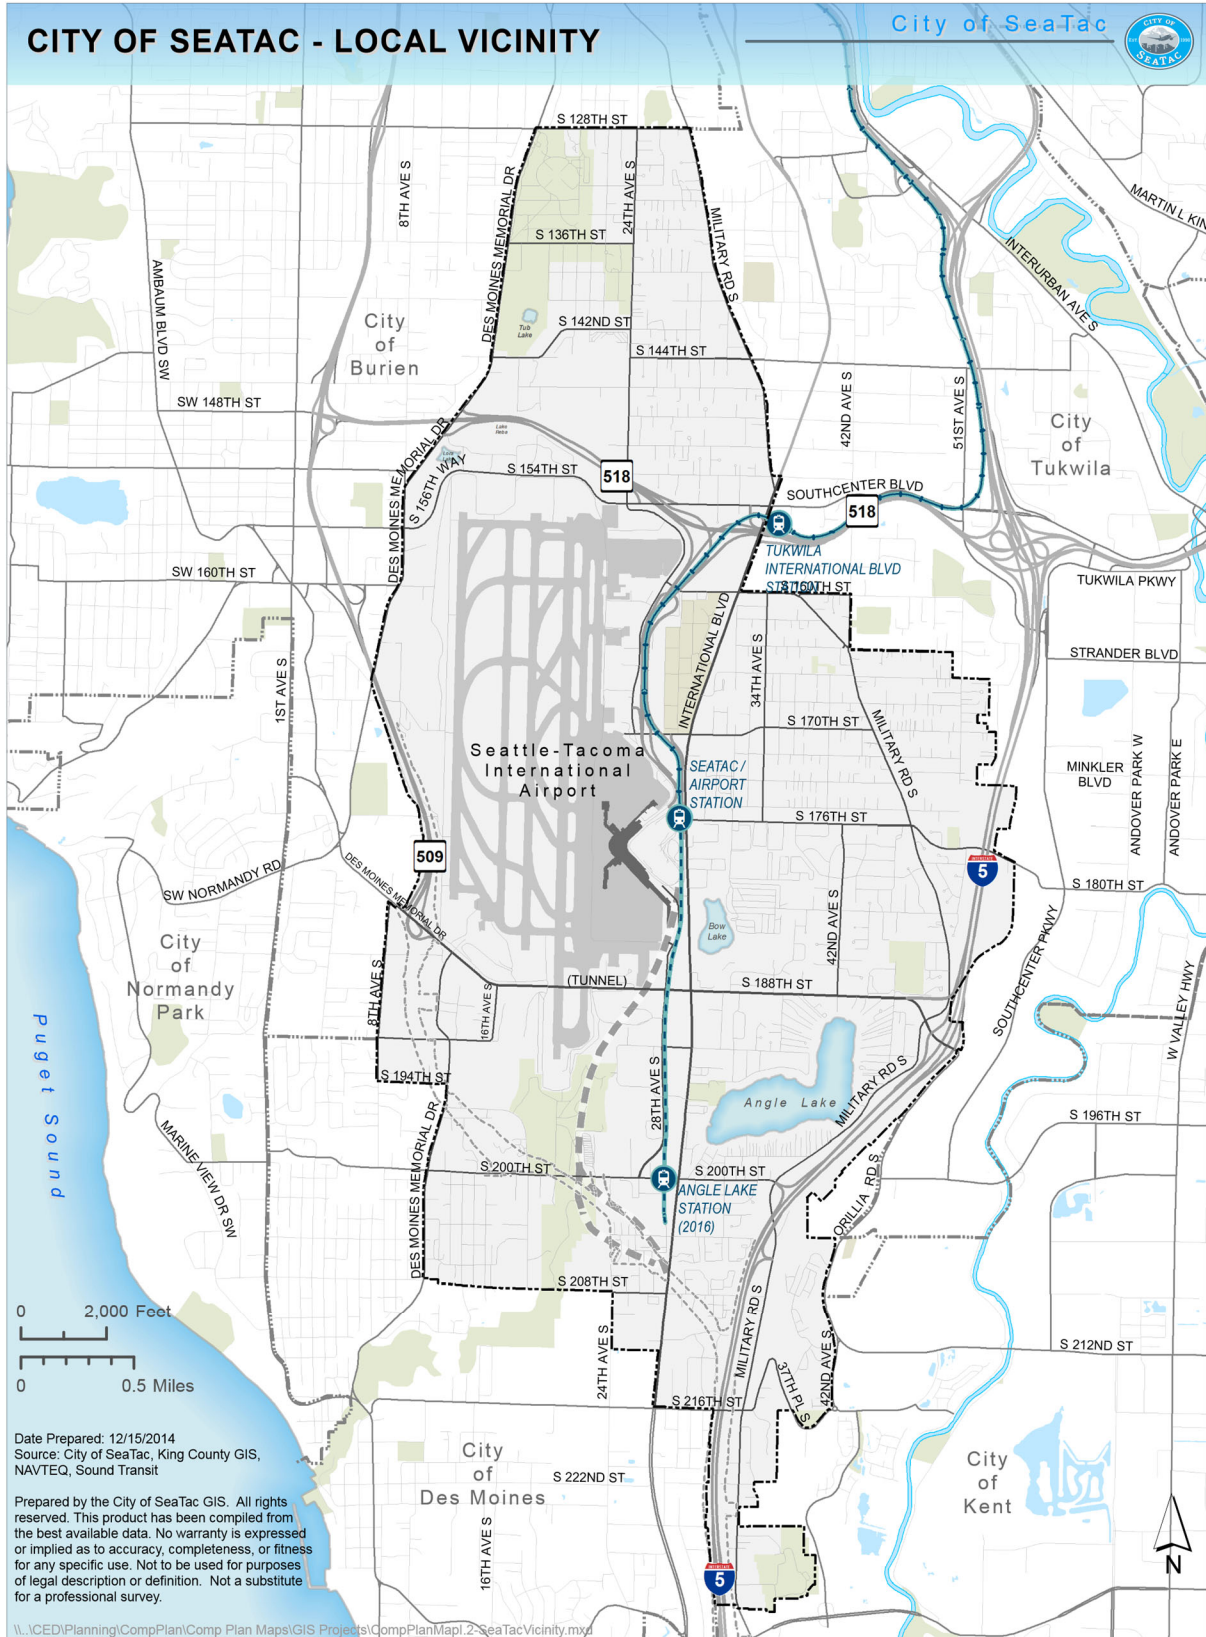 CITY OF SEATAC - LOCAL VICINITY
City of SeaTac
CITY OF
SEATAC
S 128TH ST
8TH AVE S
DES MOINES MEMORIAL DR
24TH AVE S
MILITARY RD S
MARTIN L KIN
S 136TH ST
INTERURBAN AVE S
AMBAUM BLVD SW
City
of
Burien
Tub
Lake
S 142ND ST
S 144TH ST
SW 148TH ST
42ND AVE S
51ST AVE S
City
of
Tukwila
Lake
Reba
DES MOINES MEMORIAL DR
S 156TH WAY
S 154TH ST
518
SOUTHCENTER BLVD
518
TUKWILA
INTERNATIONAL BLVD
STATION
S 160TH ST
SW 160TH ST
TUKWILA PKWY
INTERNATIONAL BLVD
34TH AVE S
STRANDER BLVD
1ST AVE S
S 170TH ST
MILITARY RD S
Seattle-Tacoma
International
Airport
SEATAC /
AIRPORT
STATION
MINKLER
BLVD
ANDOVER PARK W
ANDOVER PARK E
S 176TH ST
509
DES MOINES MEMORIAL DR
INTERSTATE
5
S 180TH ST
SW NORMANDY RD
City
of
Normandy
Park
Bow
Lake
42ND AVE S
SOUTHCENTER PKWY
W VALLEY HWY
8TH AVE S
16TH AVE S
(TUNNEL)
S 188TH ST
Puget Sound
S 194TH ST
28TH AVE S
Angle Lake
MILITARY RD S
S 196TH ST
DES MOINES MEMORIAL DR
MARINE VIEW DR SW
S 200TH ST
S 200TH ST
ANGLE LAKE
STATION
(2016)
ORILLIA RD S
S 208TH ST
0 2,000 Feet
0 0.5 Miles
24TH AVE S
MILITARY RD S
37TH PL S
42ND AVE S
S 212ND ST
S 216TH ST
Date Prepared: 12/15/2014
Source: City of SeaTac, King County GIS,
NAVTEQ, Sound Transit
City
of
Des Moines
S 222ND ST
16TH AVE S
City
of
Kent
Prepared by the City of SeaTac GIS. All rights
reserved. This product has been compiled from
the best available data. No warranty is expressed
or implied as to accuracy, completeness, or fitness
for any specific use. Not to be used for purposes
of legal description or definition. Not a substitute
for a professional survey.
INTERSTATE
5
N
\\..\CED\Planning\CompPlan\Comp Plan Maps\GIS Projects\CompPlanMapI.2-SeaTacVicinity.mxd